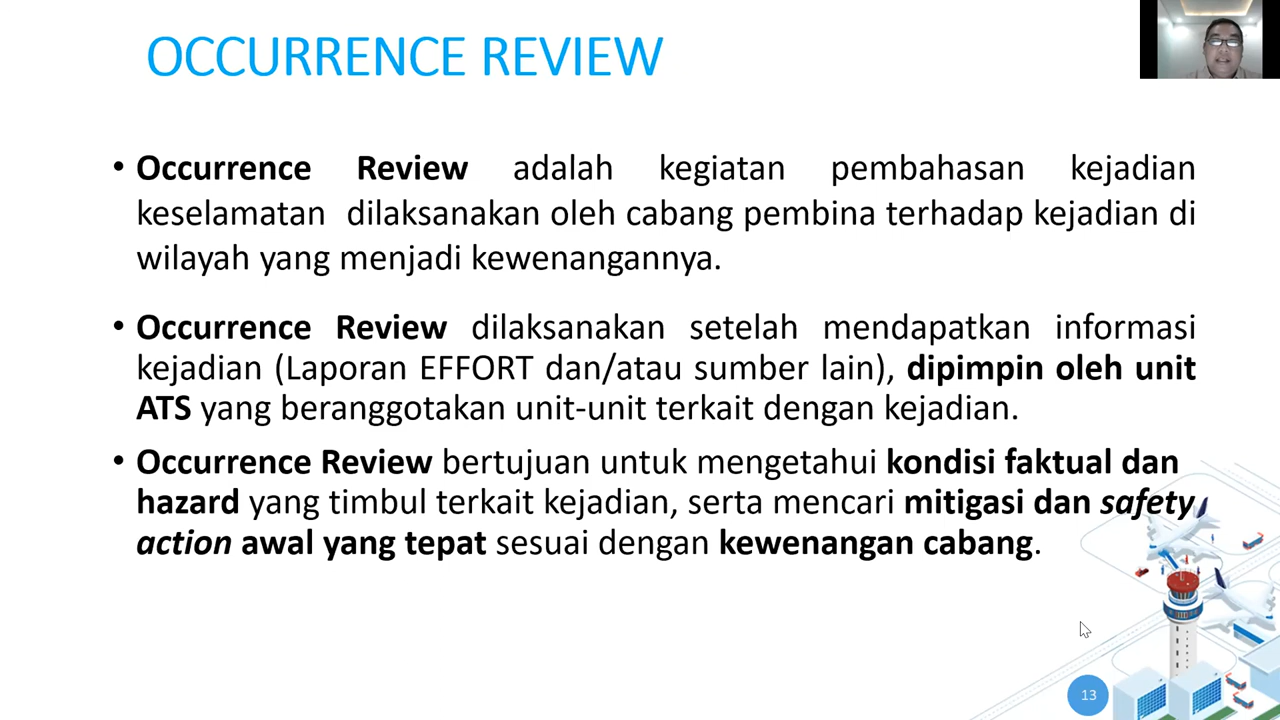 OCCURRENCE REVIEW
• Occurrence Review adalah kegiatan pembahasan kejadian
keselamatan dilaksanakan oleh cabang pembina terhadap kejadian di
wilayah yang menjadi kewenangannya.
• Occurrence Review dilaksanakan setelah mendapatkan informasi
kejadian (Laporan EFFORT dan/atau sumber lain), dipimpin oleh unit
ATS yang beranggotakan unit-unit terkait dengan kejadian.
• Occurrence Review bertujuan untuk mengetahui kondisi faktual dan
hazard yang timbul terkait kejadian, serta mencari mitigasi dan safety
action awal yang tepat sesuai dengan kewenangan cabang.
13